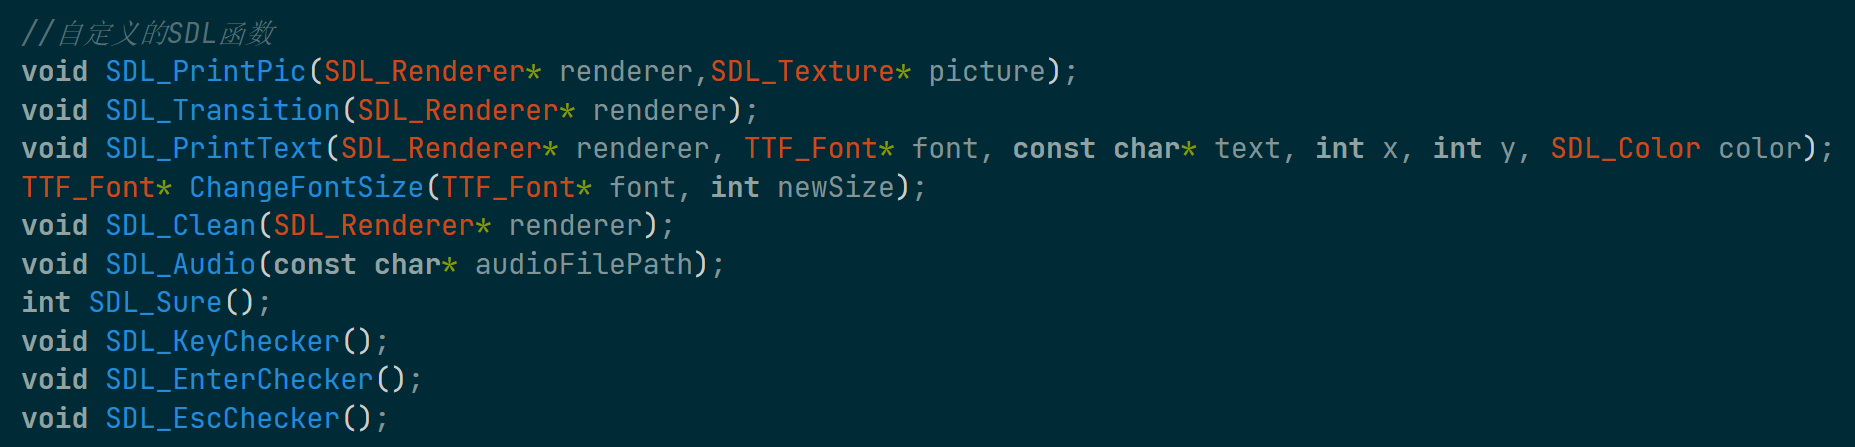 //自定义的SDL函数
void SDL_PrintPic(SDL_Renderer* renderer,SDL_Texture* picture);
void SDL_Transition(SDL_Renderer* renderer);
void SDL_PrintText(SDL_Renderer* renderer, TTF_Font* font, const char* text, int x, int y, SDL_Color color);
TTF_Font* ChangeFontSize(TTF_Font* font, int newSize);
void SDL_Clean(SDL_Renderer* renderer);
void SDL_Audio(const char* audioFilePath);
int SDL_Sure();
void SDL_KeyChecker();
void SDL_EnterChecker();
void SDL_EscChecker();